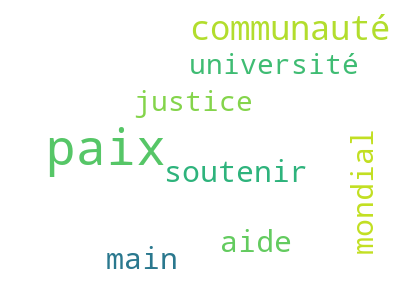 communauté
université
justice
paix
soutenir
mondial
aide
main